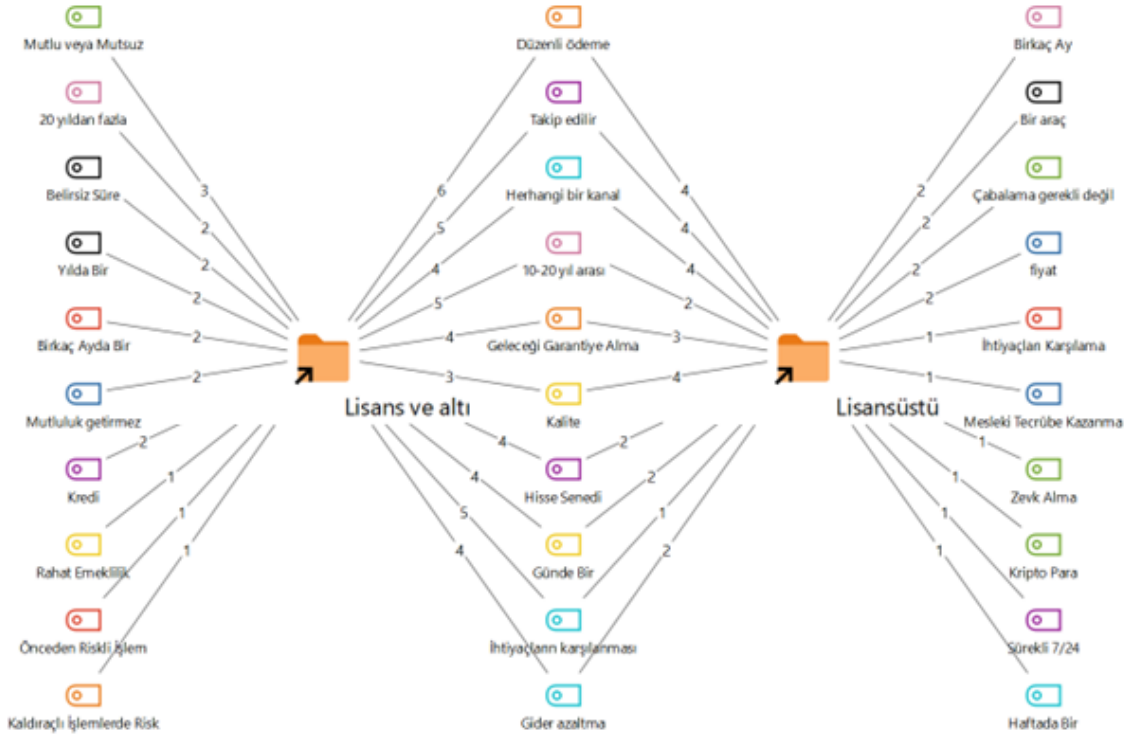 Mutlu veya Mutsuz
Düzenli ödeme
Birkaç Ay
20 yıldan fazla
Takip edilir
Bir araç
Belirsiz Süre
3
6
Herhangi bir kanal
4
2
Çabalama gerekli değil
2
5
4
2
Yılda Bir
2
4
10-20 yıl arası
4
2
fiyat
2
5
2
2
Birkaç Ayda Bir
2
4
Geleceği Garantiye Alma
3
1
İhtiyaçları Karşılama
2
3
4
1
Mutluluk getirmez
Lisans ve altı
Kalite
Lisansüstü
Mesleki Tecrübe Kazanma
2
4
2
1
Kredi
1
4
Hisse Senedi
2
1
Zevk Alma
1
5
1
1
Rahat Emeklilik
1
4
Günde Bir
2
1
Kripto Para
Önceden Riskli İşlem
İhtiyaçların karşılanması
Sürekli 7/24
Kaldıraçlı İşlemlerde Risk
Gider azaltma
Haftada Bir